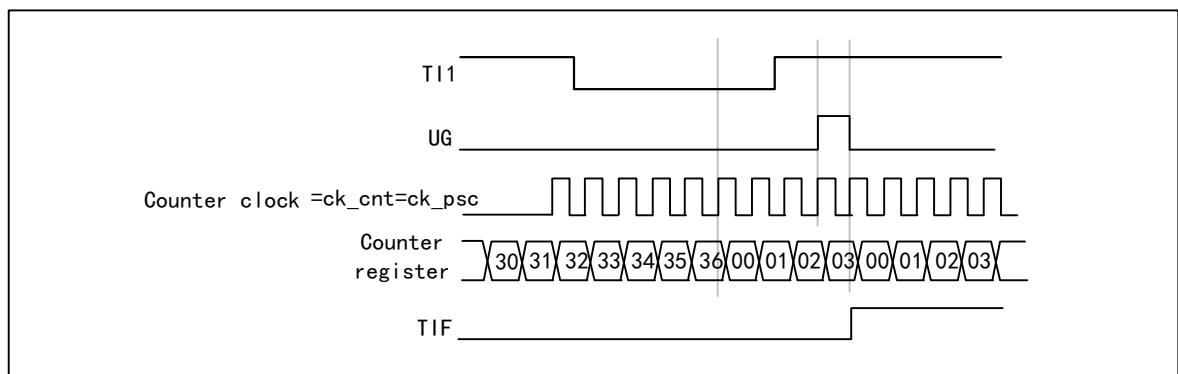 TI1
UG
Counter clock =ck_cnt=ck_psc
Counter
register
30 31 32 33 34 35 36 00 01 02 03 00 01 02 03
TIF